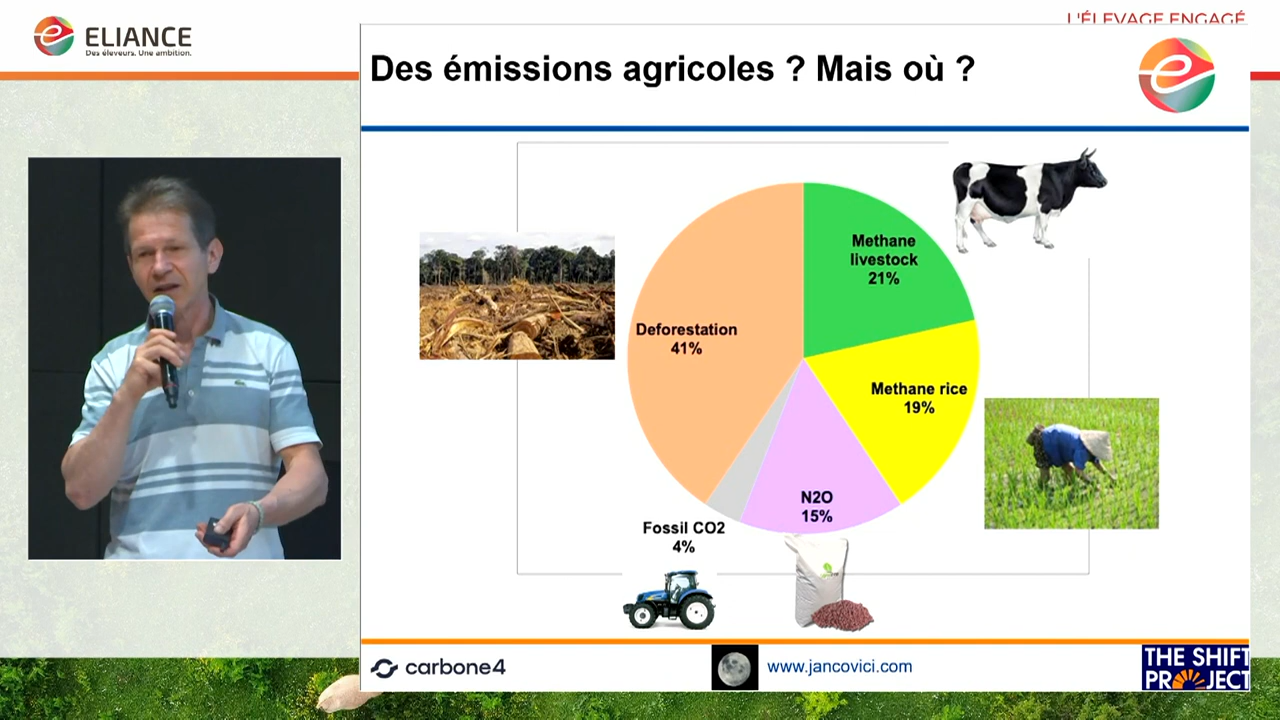 ELIANCE
Des éleveurs. Une ambition.
L'ÉLEVAGE ENGAGÉ
Des émissions agricoles ? Mais où ?
Methane
livestock
21%
Deforestation
41%
Methane rice
19%
N2O
15%
Fossil CO2
4%
carbone4
www.jancovici.com
THE SHIFT
PROJECT